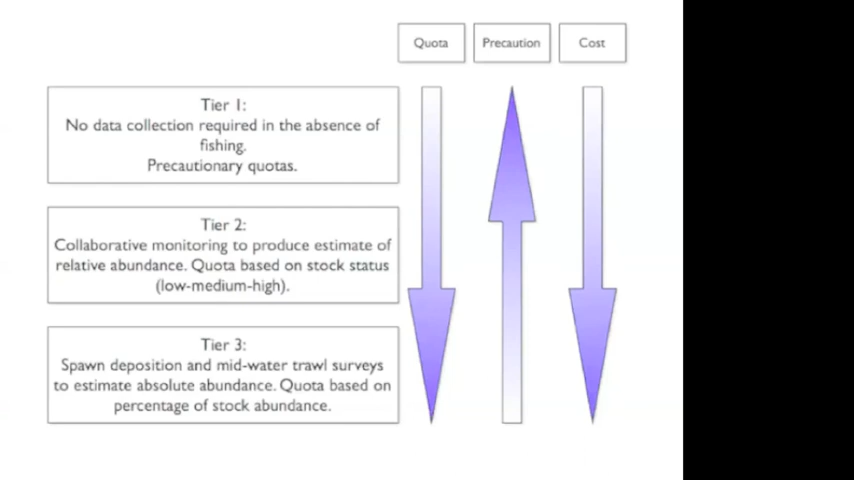 Quota Precaution Cost
Tier 1:
No data collection required in the absence of
fishing.
Precautionary quotas.
Tier 2:
Collaborative monitoring to produce estimate of
relative abundance. Quota based on stock status
(low-medium-high).
Tier 3:
Spawn deposition and mid-water trawl surveys
to estimate absolute abundance. Quota based on
percentage of stock abundance.